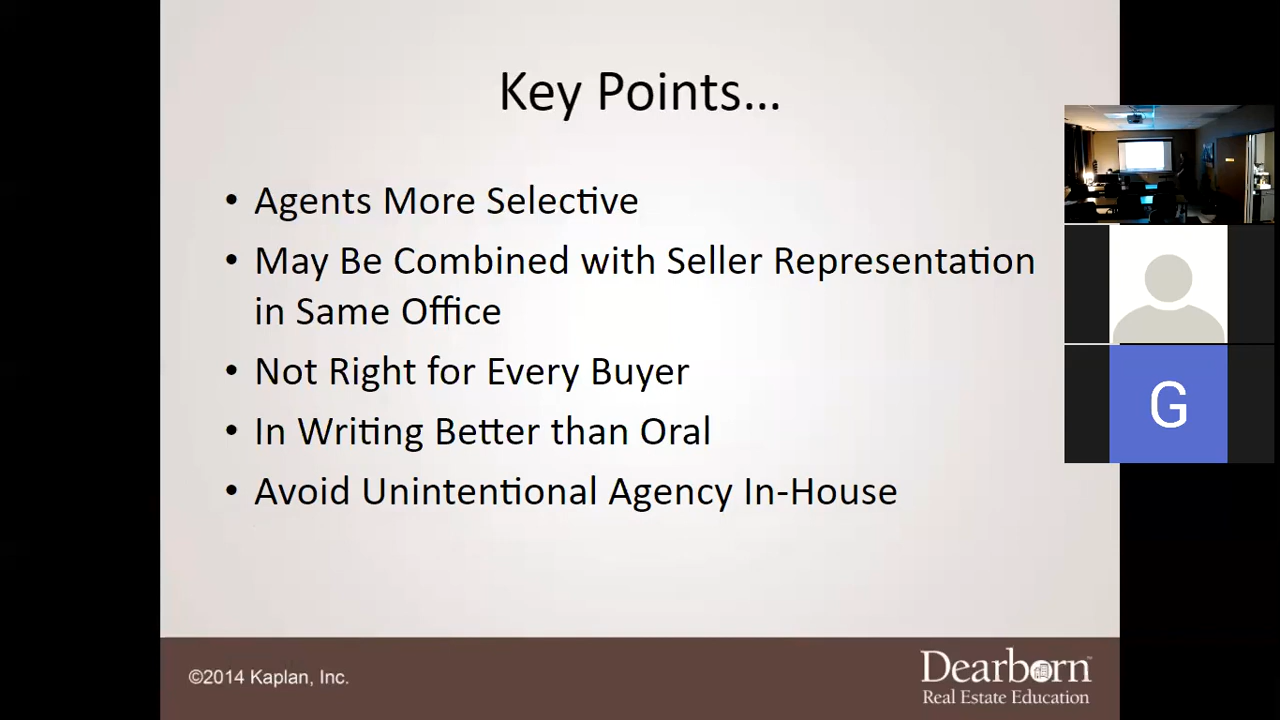 Key Points...
• Agents More Selective
• May Be Combined with Seller Representation
in Same Office
• Not Right for Every Buyer
• In Writing Better than Oral
• Avoid Unintentional Agency In-House
G
©2014 Kaplan, Inc.
Dearborn™
Real Estate Education